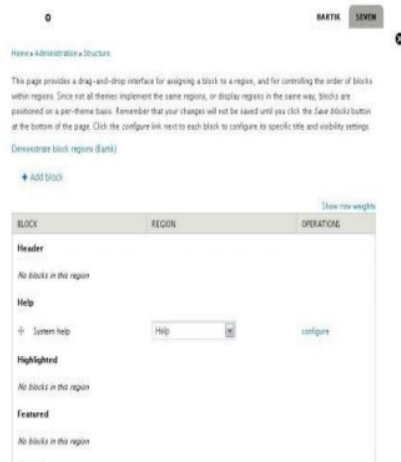 BARTIK SEVEN
Home » Administration » Structure
This page provides a drag-and-drop interface for assigning a block to a region, and for controlling the order of blocks
within regions. Since not all themes implement the same regions, or display regions in the same way, blocks are
positioned on a per-theme basis. Remember that your changes will not be saved until you click the Save blocks button
at the bottom of the page. Click the configure link next to each block to configure its specific title and visibility settings.
Demonstrate block regions (Bartik)
+ Add block
Show row weights
BLOCK REGION OPERATIONS
Header
No blocks in this region
Help
System help Help configure
Highlighted
No blocks in this region
Featured
No blocks in this region